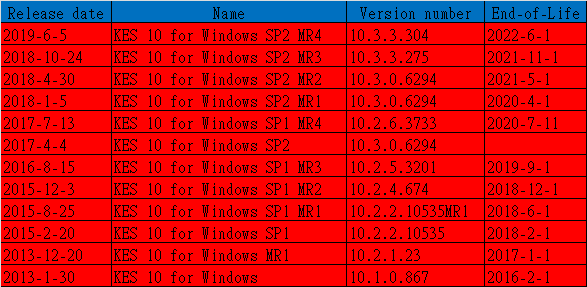 Release date Name Version number End-of-Life
2019-6-5 KES 10 for Windows SP2 MR4 10.3.3.304 2022-6-1
2018-10-24 KES 10 for Windows SP2 MR3 10.3.3.275 2021-11-1
2018-4-30 KES 10 for Windows SP2 MR2 10.3.0.6294 2021-5-1
2018-1-5 KES 10 for Windows SP2 MR1 10.3.0.6294 2020-4-1
2017-7-13 KES 10 for Windows SP1 MR4 10.2.6.3733 2020-7-11
2017-4-4 KES 10 for Windows SP2 10.3.0.6294
2016-8-15 KES 10 for Windows SP1 MR3 10.2.5.3201 2019-9-1
2015-12-3 KES 10 for Windows SP1 MR2 10.2.4.674 2018-12-1
2015-8-25 KES 10 for Windows SP1 MR1 10.2.2.10535MR1 2018-6-1
2015-2-20 KES 10 for Windows SP1 10.2.2.10535 2018-2-1
2013-12-20 KES 10 for Windows MR1 10.2.1.23 2017-1-1
2013-1-30 KES 10 for Windows 10.1.0.867 2016-2-1